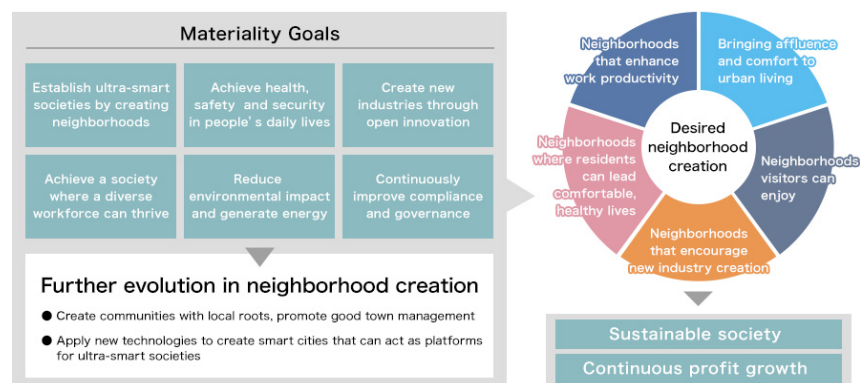 Materiality Goals
Establish ultra-smart
societies by creating
neighborhoods
Achieve health,
safety and security
in people's daily lives
Create new
industries through
open innovation
Achieve a society
where a diverse
workforce can thrive
Reduce
environmental impact
and generate energy
Continuously
improve compliance
and governance
Further evolution in neighborhood creation
● Create communities with local roots, promote good town management
● Apply new technologies to create smart cities that can act as platforms
for ultra-smart societies
Neighborhoods
that enhance
work productivity
Bringing affluence
and comfort to
urban living
Neighborhoods
where residents
can lead
comfortable,
healthy lives
Desired
neighborhood
creation
Neighborhoods
visitors can
enjoy
Neighborhoods
that encourage
new industry creation
Sustainable society
Continuous profit growth